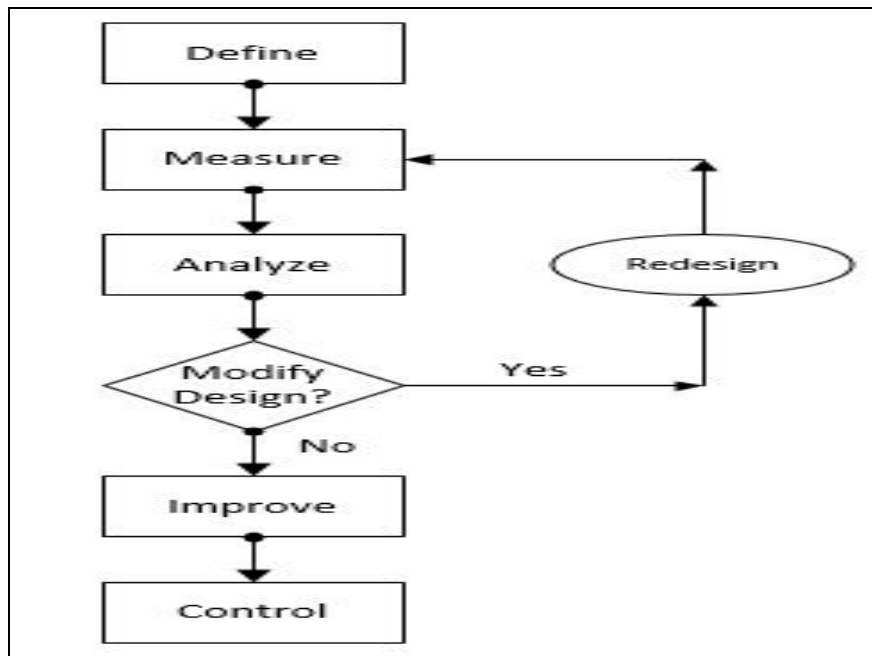 Define
Measure
Analyze
Redesign
Modify
Design?
Yes
No
Improve
Control